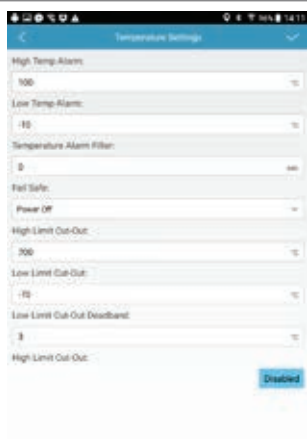 14:11
Temperature Settings
High Temp Alarm:
100
°C
Low Temp Alarm:
-10
°C
Temperature Alarm Filter:
0
Fail Safe:
Power Off
High Limit Cut-Out:
°C
Low Limit Cut-Out:
-10
°C
Low Limit Cut-Out Deadband:
3
°C
High Limit Cut-Out:
Disabled